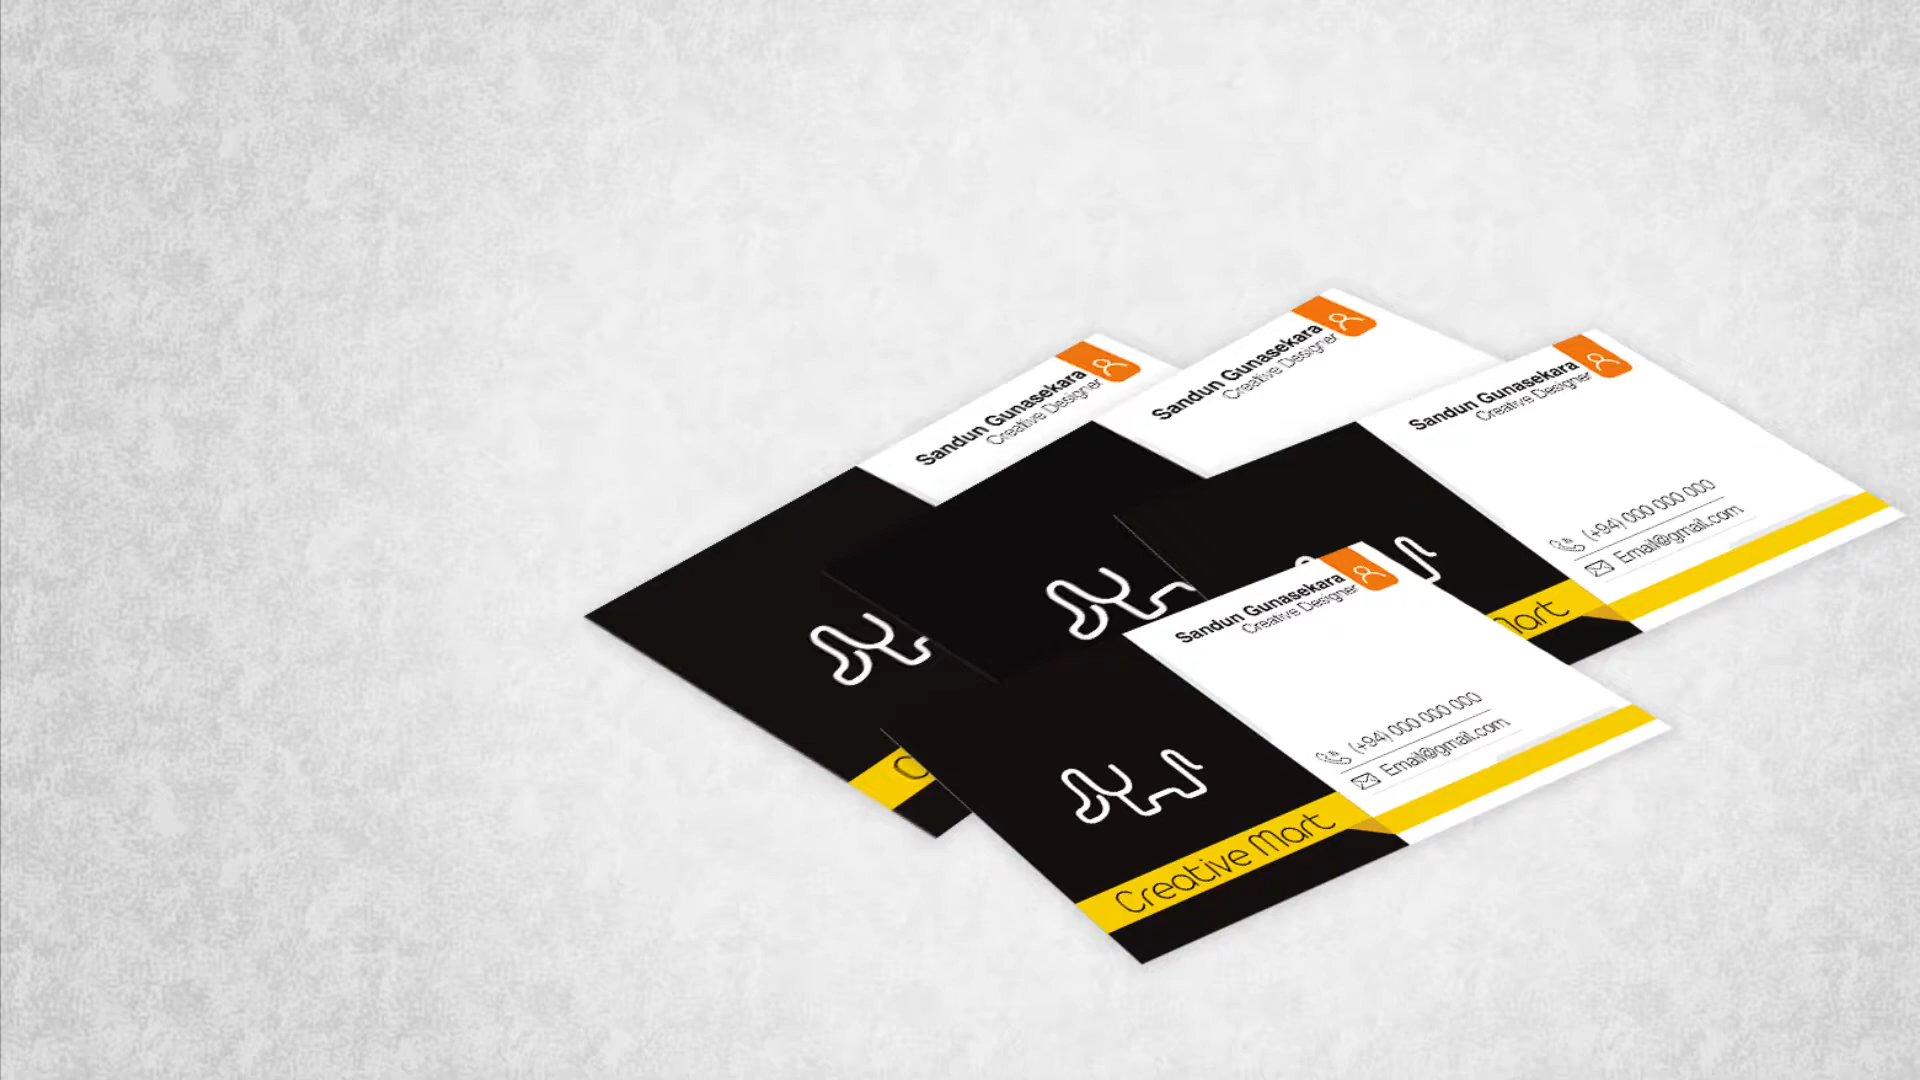 Sandun Gunasekara
Creative Designer
Sandun Gunasekara
Creative Designer
Sandun Gunasekara
Creative Designer
(+94) 000 000 000
Email@gmail.com
Mart
Sandun Gunasekara
Creative Designer
(+94) 000 000 000
Email@gmail.com
C
Creative Mart